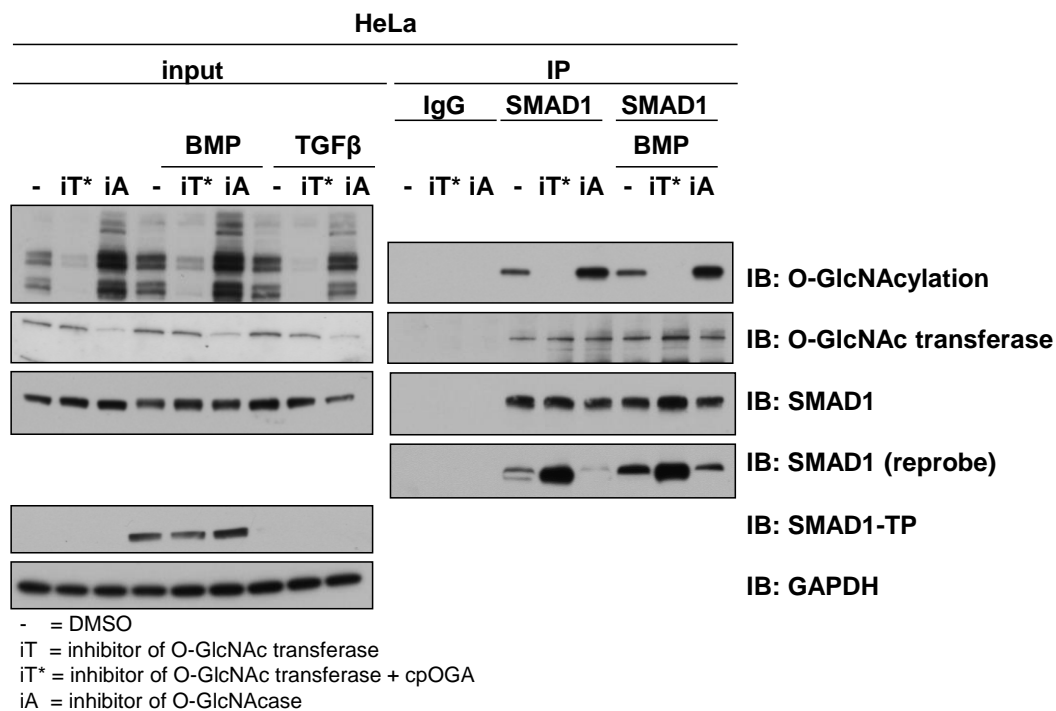 HeLa
input IP
IgG SMAD1 SMAD1
BMP TGFβ BMP
- iT* iA - iT* iA - iT* iA - iT* iA - iT* iA - iT* iA
IB: O-GlcNAcylation
IB: O-GlcNAc transferase
IB: SMAD1
IB: SMAD1 (reprobe)
IB: SMAD1-TP
IB: GAPDH
- = DMSO
iT = inhibitor of O-GlcNAc transferase
iT* = inhibitor of O-GlcNAc transferase + cpOGA
iA = inhibitor of O-GlcNAcase